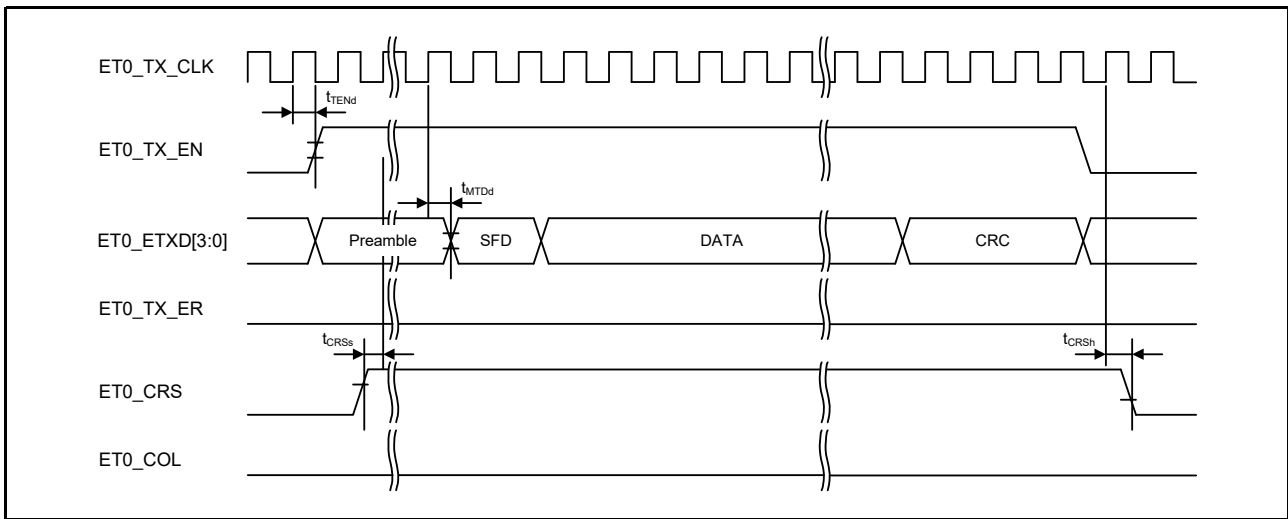 ET0_TX_CLK
tTENd
ET0_TX_EN
tMTDd
ET0_ETXD[3:0] Preamble SFD DATA CRC
ET0_TX_ER
tCRSs tCRSh
ET0_CRS
ET0_COL